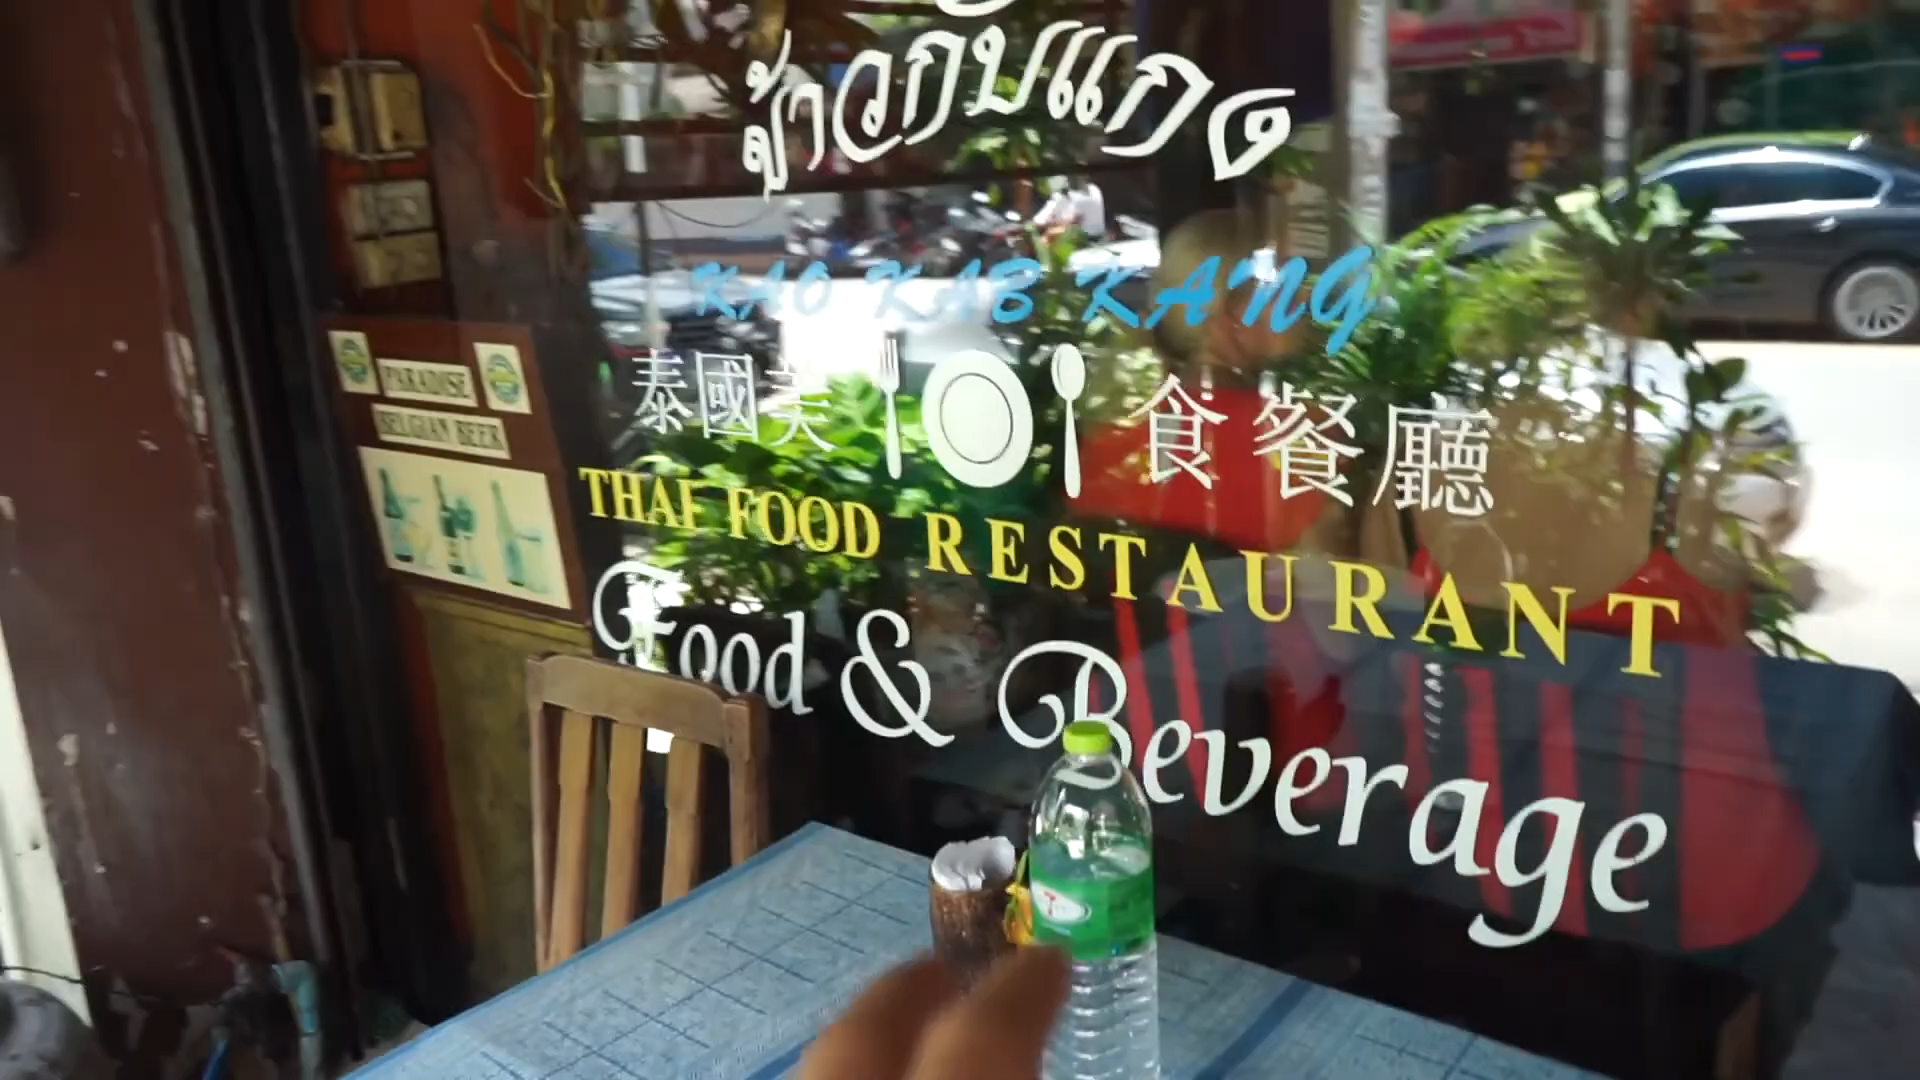 ข้าวกับแกง
KAO KAB KANG
泰國美食餐廳
THAI FOOD RESTAURANT
Food & Beverage
PARADISE
BELGIAN BEER